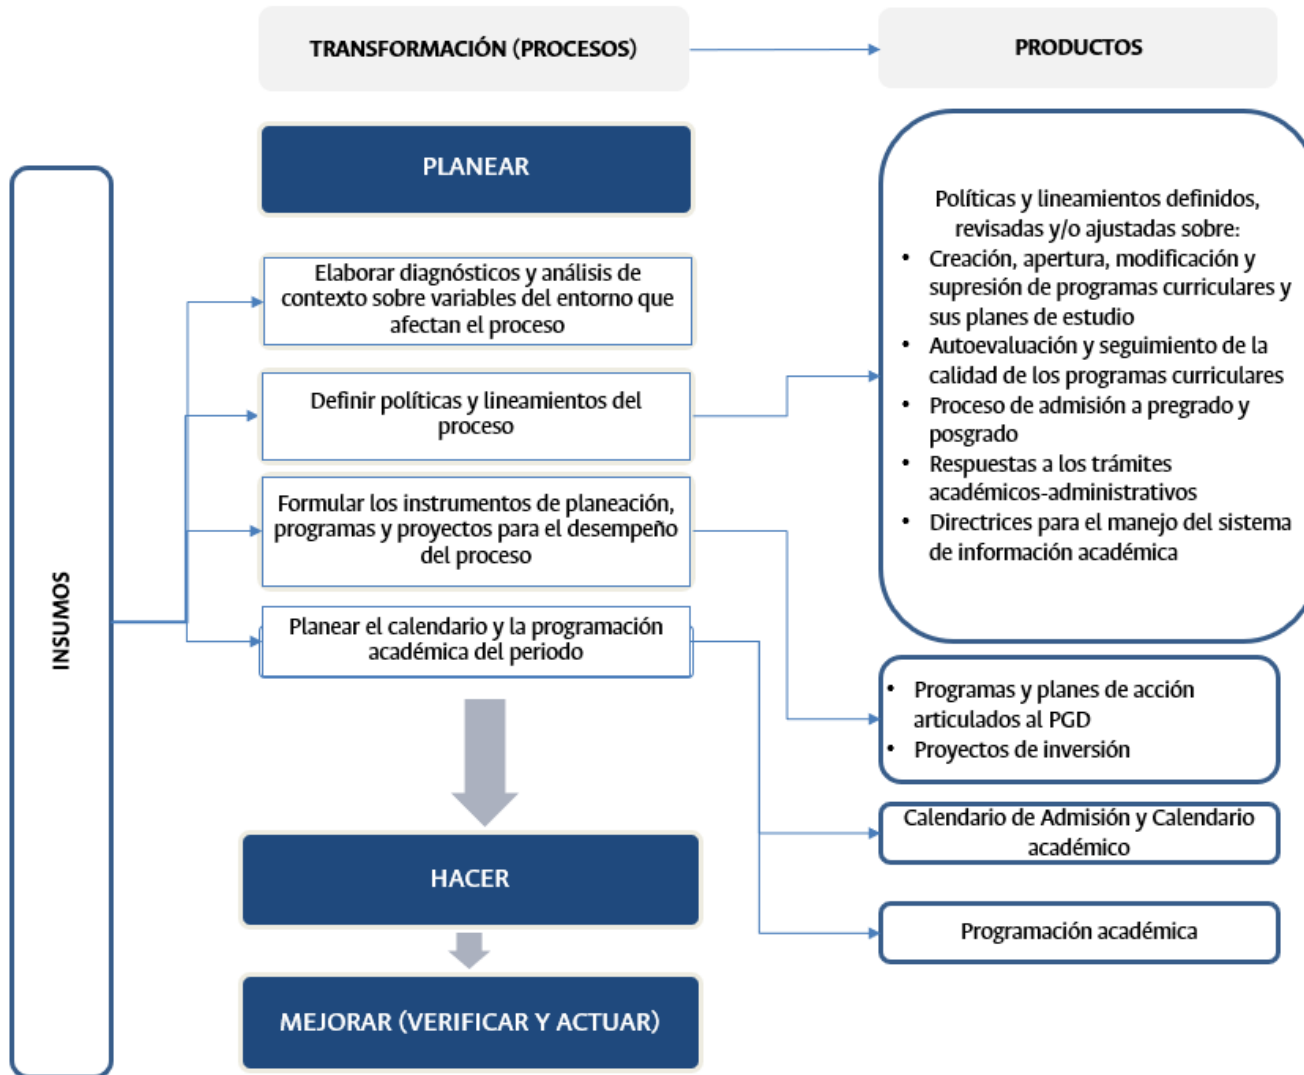 TRANSFORMACIÓN (PROCESOS)
PRODUCTOS
PLANEAR
INSUMOS
Elaborar diagnósticos y análisis de
contexto sobre variables del entorno que
afectan el proceso
Definir políticas y lineamientos del
proceso
Formular los instrumentos de planeación,
programas y proyectos para el desempeño
del proceso
Planear el calendario y la programación
académica del periodo
HACER
MEJORAR (VERIFICAR Y ACTUAR)
Políticas y lineamientos definidos,
revisadas y/o ajustadas sobre:
• Creación, apertura, modificación y
supresión de programas curriculares y
sus planes de estudio
• Autoevaluación y seguimiento de la
calidad de los programas curriculares
• Proceso de admisión a pregrado y
posgrado
• Respuestas a los trámites
académicos-administrativos
• Directrices para el manejo del sistema
de información académica
• Programas y planes de acción
articulados al PGD
• Proyectos de inversión
Calendario de Admisión y Calendario
académico
Programación académica